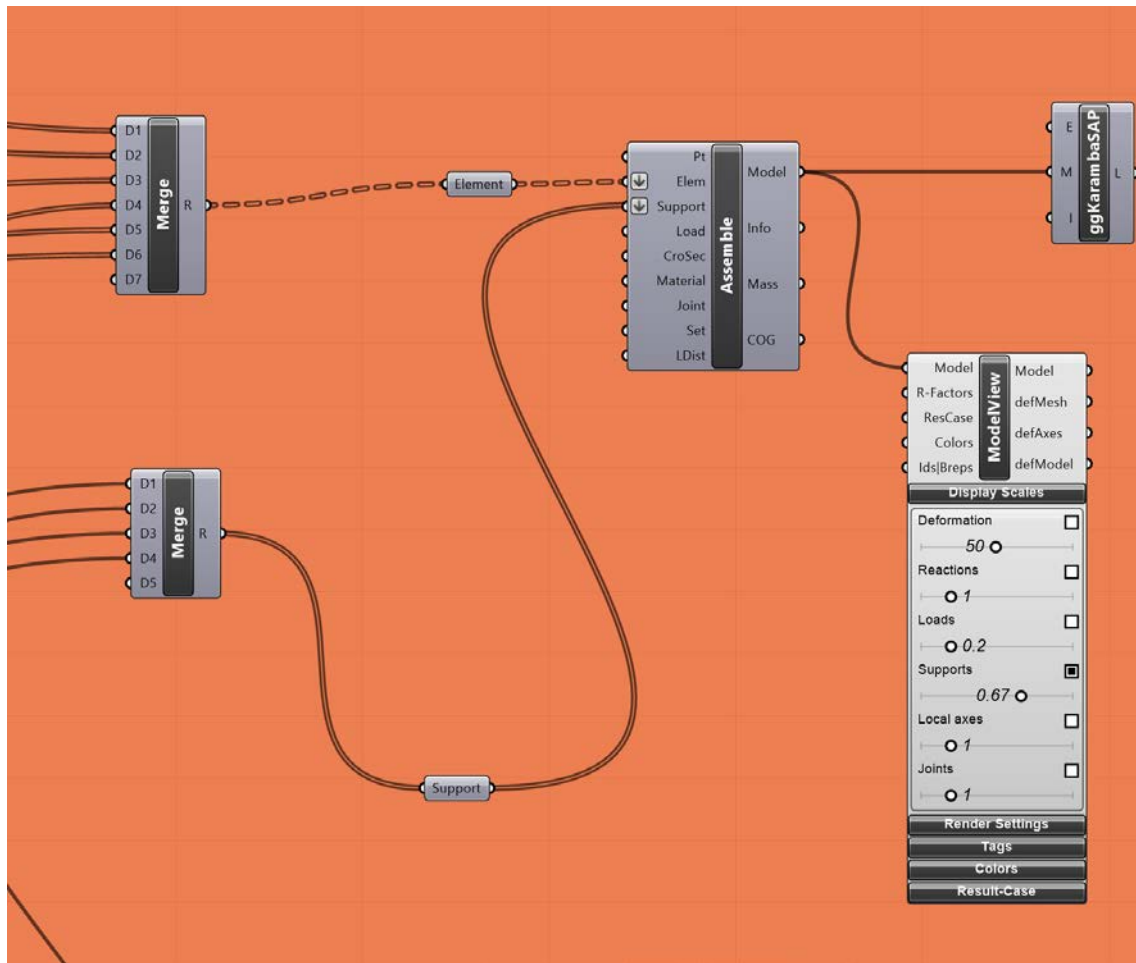 D1
D2
D3
D4
D5
D6
D7
Merge
R
Element
Pt
Elem
Support
Load
CroSec
Material
Joint
Set
LDist
Assemble
Model
Info
Mass
COG
E
M
I
ggKarambaSAP
L
D1
D2
D3
D4
D5
Merge
R
Support
Model
R-Factors
ResCase
Colors
Ids|Breps
ModelView
Model
defMesh
defAxes
defModel
Display Scales
Deformation
50
Reactions
1
Loads
0.2
Supports
0.67
Local axes
1
Joints
1
Render Settings
Tags
Colors
Result-Case